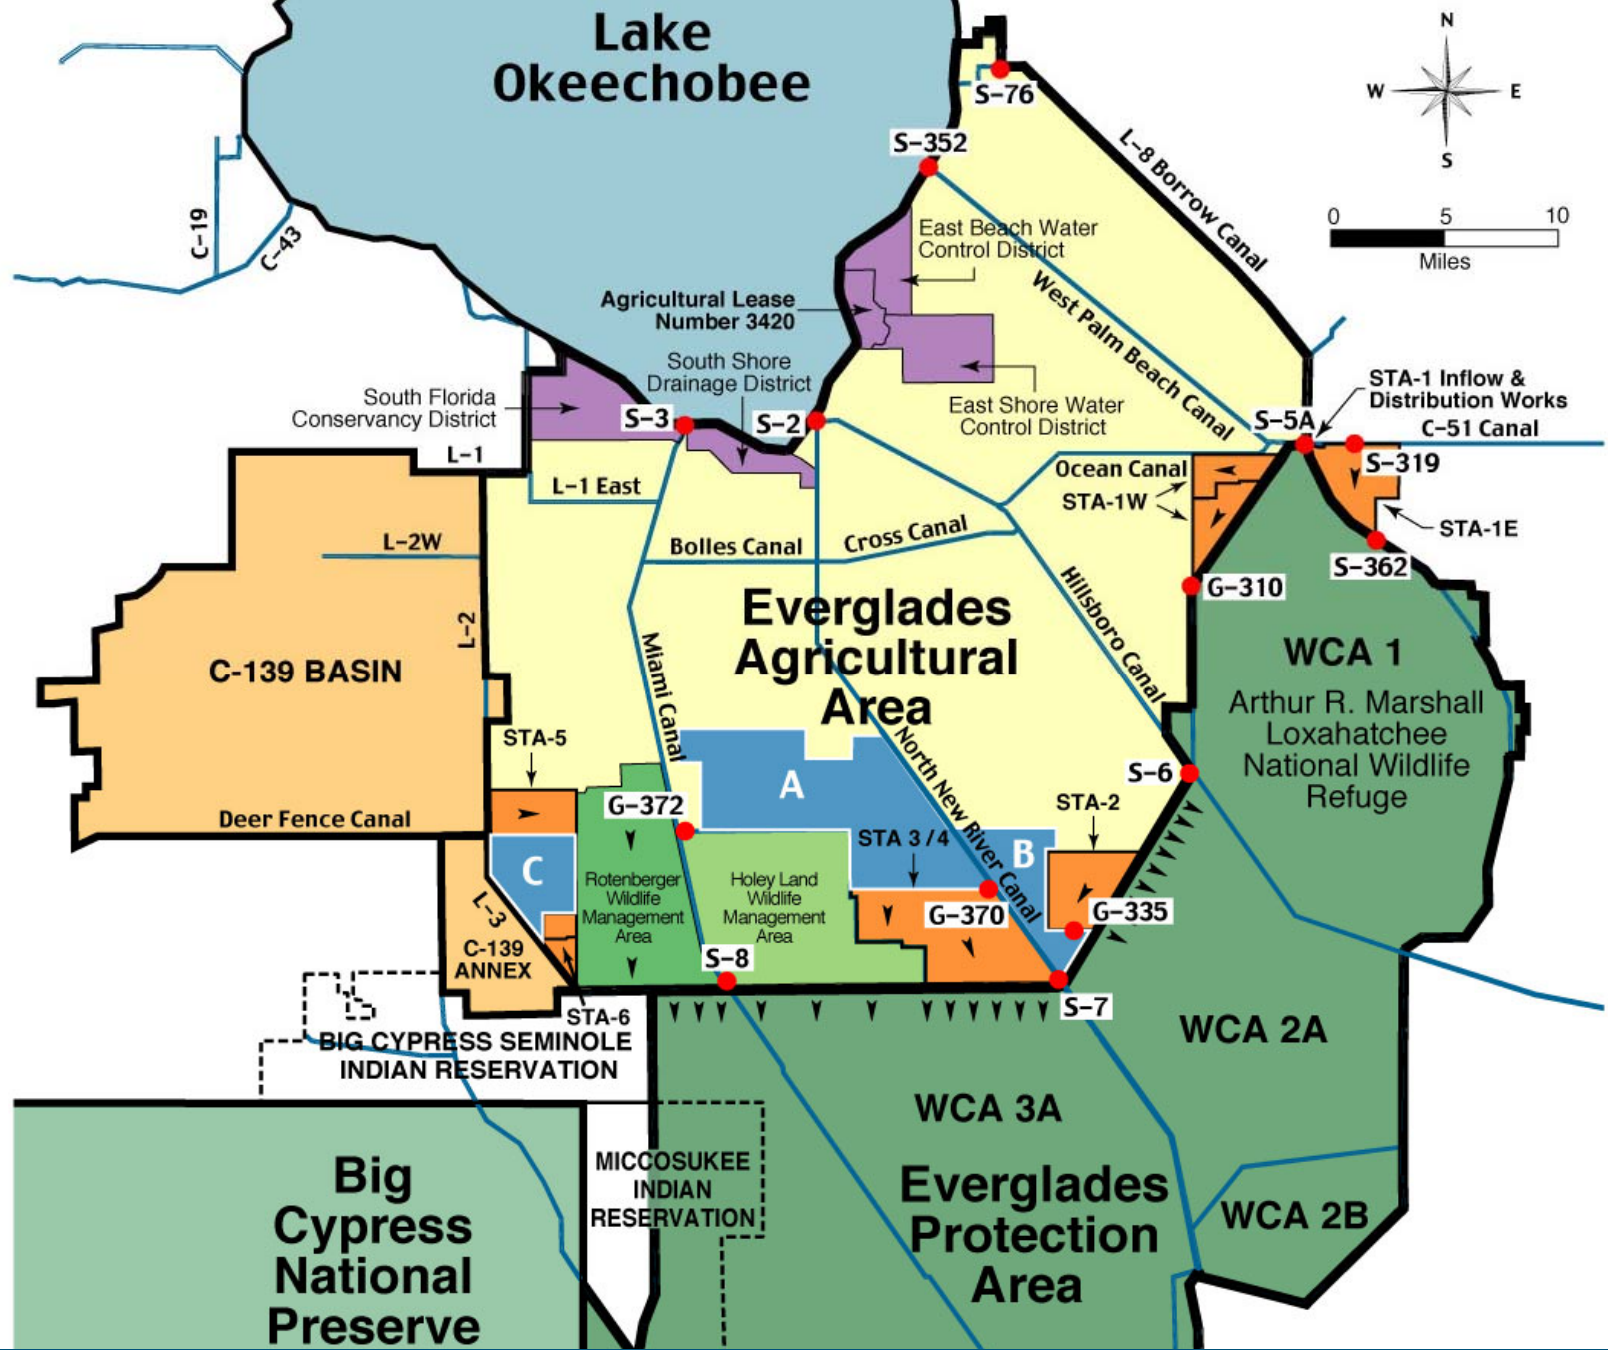 Lake
Okeechobee
N
W
E
S
S-76
S-352
L-8 Borrow Canal
0 5 10
Miles
C-19
C-43
East Beach Water
Control District
West Palm Beach Canal
Agricultural Lease
Number 3420
South Shore
Drainage District
South Florida
Conservancy District
S-3
S-2
East Shore Water
Control District
STA-1 Inflow &
Distribution Works
S-5A
C-51 Canal
S-319
L-1
L-1 East
Ocean Canal
STA-1W
STA-1E
S-362
L-2W
Bolles Canal
Cross Canal
Hillsboro Canal
G-310
L-2
Everglades
Agricultural
Area
C-139 BASIN
Miami Canal
WCA 1
Arthur R. Marshall
Loxahatchee
National Wildlife
Refuge
STA-5
North New River Canal
S-6
A
G-372
STA-2
Deer Fence Canal
STA 3/4
B
C
Rotenberger
Wildlife
Management
Area
Holey Land
Wildlife
Management
Area
G-370
G-335
L-3
C-139
ANNEX
S-8
S-7
STA-6
BIG CYPRESS SEMINOLE
INDIAN RESERVATION
WCA 2A
WCA 3A
MICCOSUKEE
INDIAN
RESERVATION
Everglades
Protection
Area
WCA 2B
Big
Cypress
National
Preserve